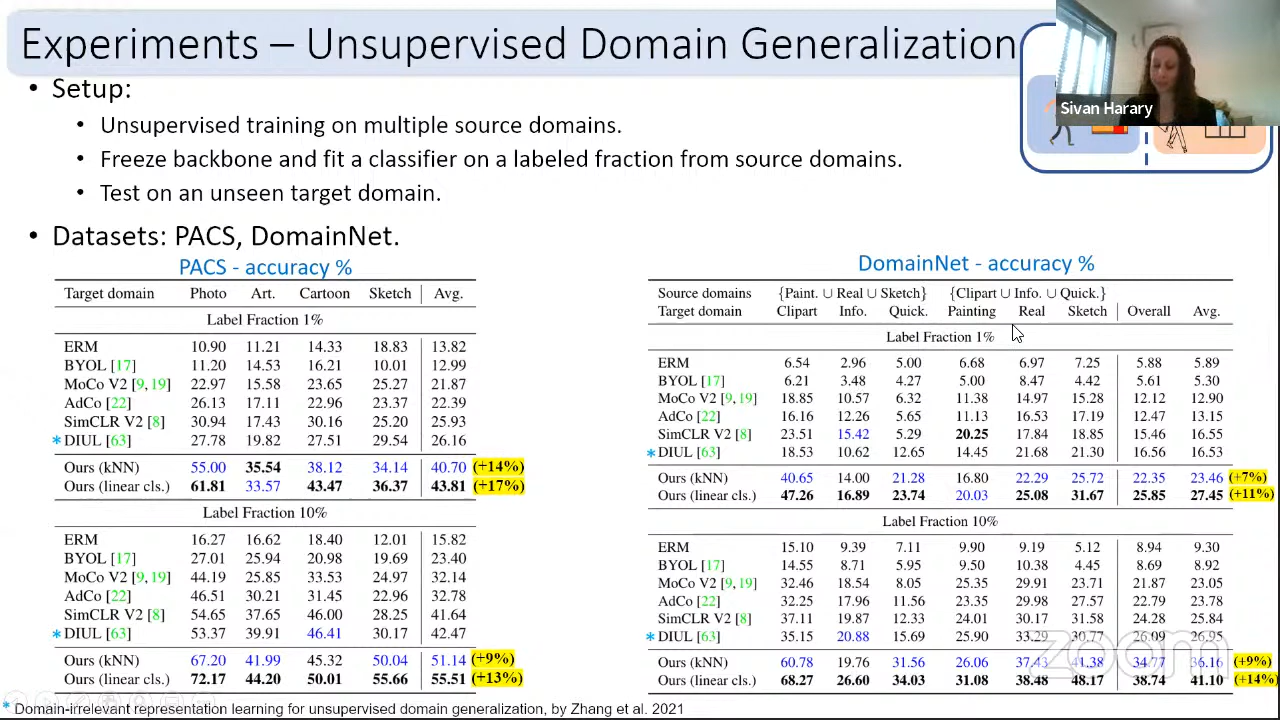 Experiments – Unsupervised Domain Generalization
Sivan Harary
• Setup:
• Unsupervised training on multiple source domains.
• Freeze backbone and fit a classifier on a labeled fraction from source domains.
• Test on an unseen target domain.
• Datasets: PACS, DomainNet.
PACS - accuracy %
Target domain Photo Art. Cartoon Sketch Avg.
Label Fraction 1%
ERM 10.90 11.21 14.33 18.83 13.82
BYOL [17] 11.20 14.53 16.21 10.01 12.99
MoCo V2 [9, 19] 22.97 15.58 23.65 25.27 21.87
AdCo [22] 26.13 17.11 22.96 23.37 22.39
SimCLR V2 [8] 30.94 17.43 30.16 25.20 25.93
* DIUL [63] 27.78 19.82 27.51 29.54 26.16
Ours (kNN) 55.00 35.54 38.12 34.14 40.70 (+14%)
Ours (linear cls.) 61.81 33.57 43.47 36.37 43.81 (+17%)
Label Fraction 10%
ERM 16.27 16.62 18.40 12.01 15.82
BYOL [17] 27.01 25.94 20.98 19.69 23.40
MoCo V2 [9, 19] 44.19 25.85 33.53 24.97 32.14
AdCo [22] 46.51 30.21 31.45 22.96 32.78
SimCLR V2 [8] 54.65 37.65 46.00 28.25 41.64
* DIUL [63] 53.37 39.91 46.41 30.17 42.47
Ours (kNN) 67.20 41.99 45.32 50.04 51.14 (+9%)
Ours (linear cls.) 72.17 44.20 50.01 55.66 55.51 (+13%)
DomainNet - accuracy %
Source domains {Paint. ∪ Real ∪ Sketch} {Clipart ∪ Info. ∪ Quick.}
Target domain Clipart Info. Quick. Painting Real Sketch Overall Avg.
Label Fraction 1%
ERM 6.54 2.96 5.00 6.68 6.97 7.25 5.88 5.89
BYOL [17] 6.21 3.48 4.27 5.00 8.47 4.42 5.61 5.30
MoCo V2 [9, 19] 18.85 10.57 6.32 11.38 14.97 15.28 12.12 12.90
AdCo [22] 16.16 12.26 5.65 11.13 16.53 17.19 12.47 13.15
SimCLR V2 [8] 23.51 15.42 5.29 20.25 17.84 18.85 15.46 16.55
* DIUL [63] 18.53 10.62 12.65 14.45 21.68 21.30 16.56 16.53
Ours (kNN) 40.65 14.00 21.28 16.80 22.29 25.72 22.35 23.46 (+7%)
Ours (linear cls.) 47.26 16.89 23.74 20.03 25.08 31.67 25.85 27.45 (+11%)
Label Fraction 10%
ERM 15.10 9.39 7.11 9.90 9.19 5.12 8.94 9.30
BYOL [17] 14.55 8.71 5.95 9.50 10.38 4.45 8.69 8.92
MoCo V2 [9, 19] 32.46 18.54 8.05 25.35 29.91 23.71 21.87 23.05
AdCo [22] 32.25 17.96 11.56 23.35 29.98 27.57 22.79 23.78
SimCLR V2 [8] 37.11 19.87 12.33 24.01 30.17 31.58 24.28 25.84
* DIUL [63] 35.15 20.88 15.69 25.90 33.29 30.77 26.09 26.95
Ours (kNN) 60.78 19.76 31.56 26.06 37.43 41.38 34.77 36.16 (+9%)
Ours (linear cls.) 68.27 26.60 34.03 31.08 38.48 48.17 38.74 41.10 (+14%)
zoom
* Domain-irrelevant representation learning for unsupervised domain generalization, by Zhang et al. 2021